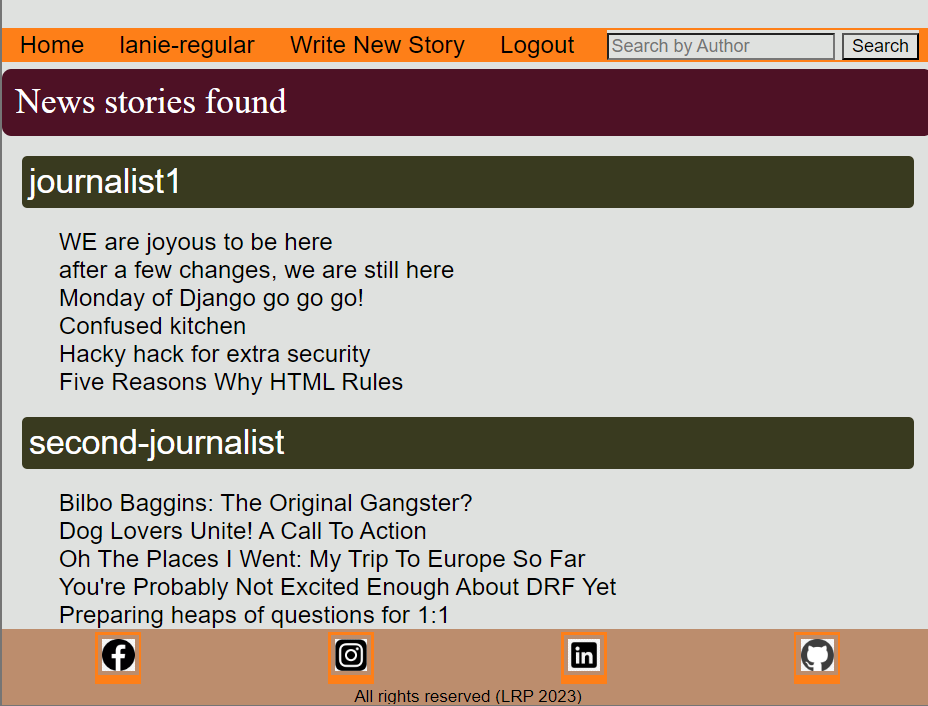 Home lanie-regular Write New Story Logout Search by Author Search
News stories found
journalist1
WE are joyous to be here
after a few changes, we are still here
Monday of Django go go go!
Confused kitchen
Hacky hack for extra security
Five Reasons Why HTML Rules
second-journalist
Bilbo Baggins: The Original Gangster?
Dog Lovers Unite! A Call To Action
Oh The Places I Went: My Trip To Europe So Far
You're Probably Not Excited Enough About DRF Yet
Preparing heaps of questions for 1:1
in
All rights reserved (LRP 2023)